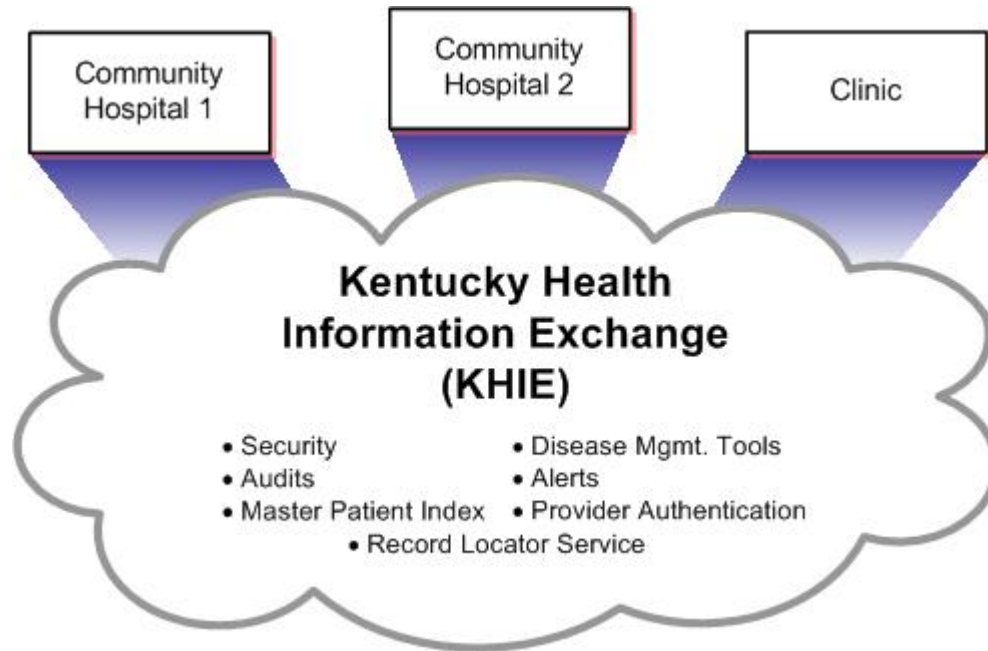 Community
Hospital 1
Community
Hospital 2
Clinic
Kentucky Health
Information Exchange
(KHIE)
• Security
• Disease Mgmt. Tools
• Audits
• Alerts
• Master Patient Index
• Provider Authentication
• Record Locator Service